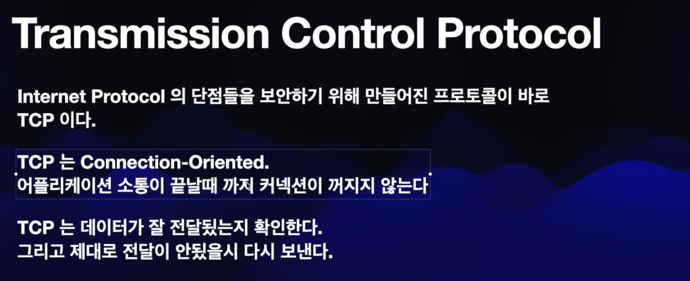 Transmission Control Protocol
Internet Protocol 의 단점들을 보안하기 위해 만들어진 프로토콜이 바로
TCP 이다.
TCP 는 Connection-Oriented.
어플리케이션 소통이 끝날때 까지 커넥션이 꺼지지 않는다
TCP 는 데이터가 잘 전달됬는지 확인한다.
그리고 제대로 전달이 안됬을시 다시 보낸다.